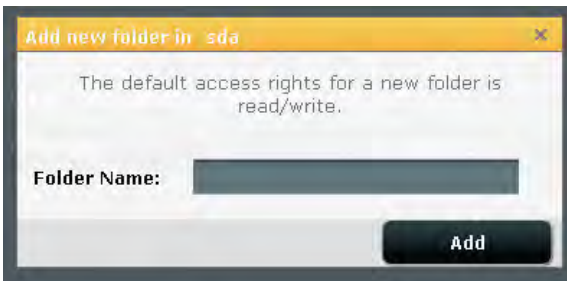 Add new folder in sda
The default access rights for a new folder is
read/write.
Folder Name:
Add